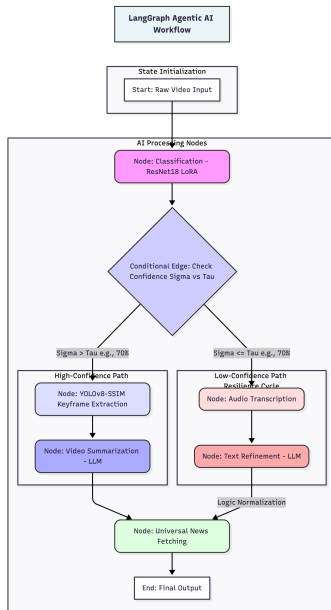 LangGraph Agentic AI
Workflow
State Initialization
Start: Raw Video Input
AI Processing Nodes
Node: Classification -
ResNet18 LoRA
Conditional Edge: Check
Confidence Sigma vs Tau
Sigma > Tau e.g., 70%
Sigma <= Tau e.g., 70%
High-Confidence Path
Node: YOLOv8-SSIM
Keyframe Extraction
Node: Video Summarization
- LLM
Low-Confidence Path
Resilience Cycle
Node: Audio Transcription
Node: Text Refinement - LLM
Logic Normalization
Node: Universal News
Fetching
End: Final Output